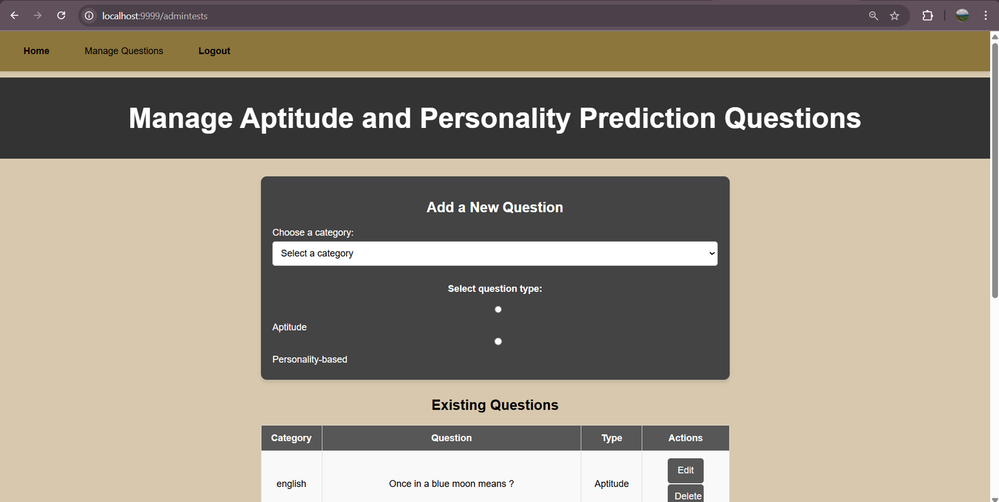 localhost:9999/admintests
Home Manage Questions Logout
Manage Aptitude and Personality Prediction Questions
Add a New Question
Choose a category:
Select a category
Select question type:
Aptitude
Personality-based
Existing Questions
Category Question Type Actions
Edit
english Once in a blue moon means ? Aptitude
Delete